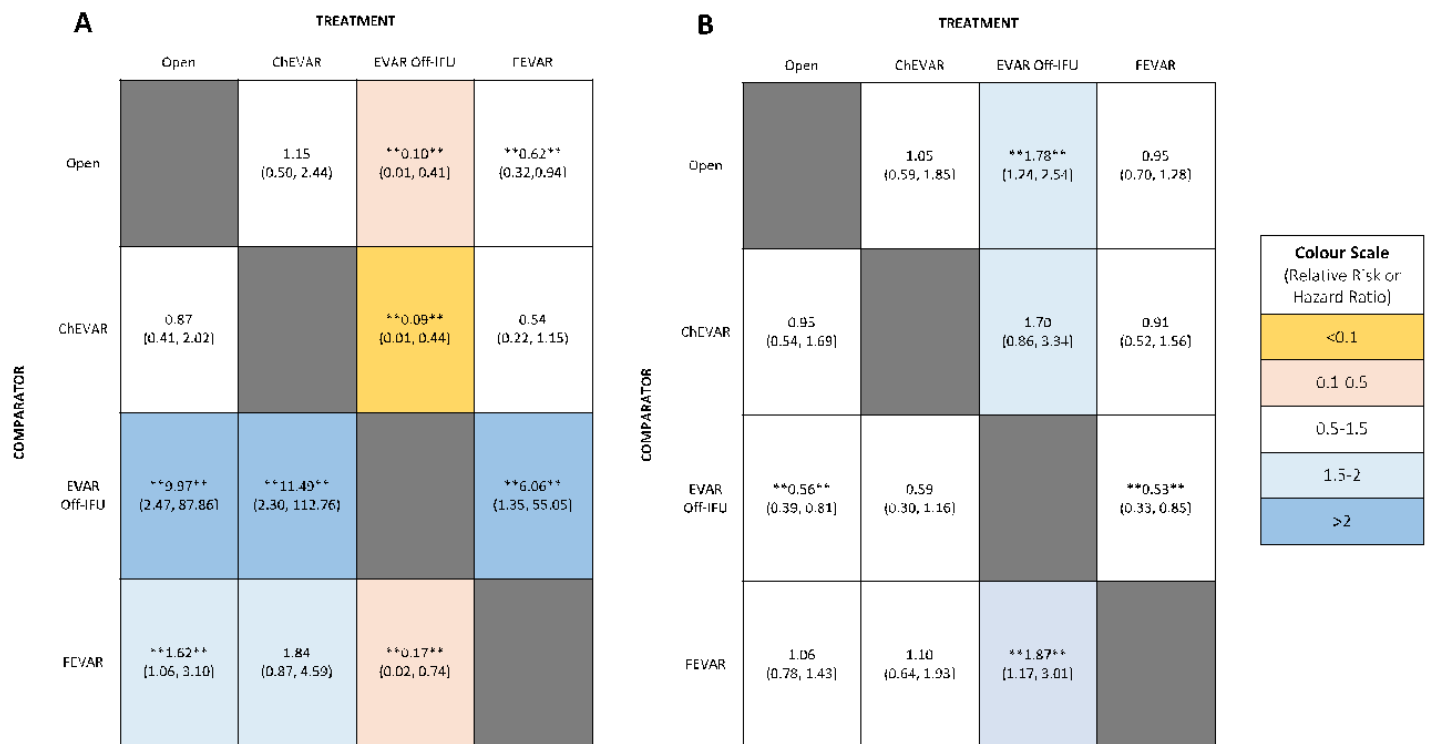 A
TREATMENT
Open ChEVAR EVAR Off-IFU FEVAR
COMPARATOR
Open
1.15
(0.50, 2.44)
**0.10**
(0.01, 0.41)
**0.62**
(0.32,0.94)
ChEVAR
0.87
(0.41, 2.02)
**0.09**
(0.01, 0.44)
0.54
(0.22, 1.15)
EVAR
Off-IFU
**9.97**
(2.47, 87.86)
**11.49**
(2.30, 112.76)
**6.06**
(1.35, 55.05)
FEVAR
**1.62**
(1.06, 3.10)
1.84
(0.87, 4.59)
**0.17**
(0.02, 0.74)
B
TREATMENT
Open ChEVAR EVAR Off-IFU FEVAR
COMPARATOR
Open
1.05
(0.59, 1.85)
**1.78**
(1.24, 2.54)
0.95
(0.70, 1.28)
ChEVAR
0.95
(0.54, 1.69)
1.70
(0.86, 3.34)
0.91
(0.52, 1.56)
EVAR
Off-IFU
**0.56**
(0.39, 0.81)
0.59
(0.30, 1.16)
**0.53**
(0.33, 0.85)
FEVAR
1.06
(0.78, 1.43)
1.10
(0.64, 1.93)
**1.87**
(1.17, 3.01)
Colour Scale
(Relative Risk or
Hazard Ratio)
<0.1
0.1-0.5
0.5-1.5
1.5-2
>2